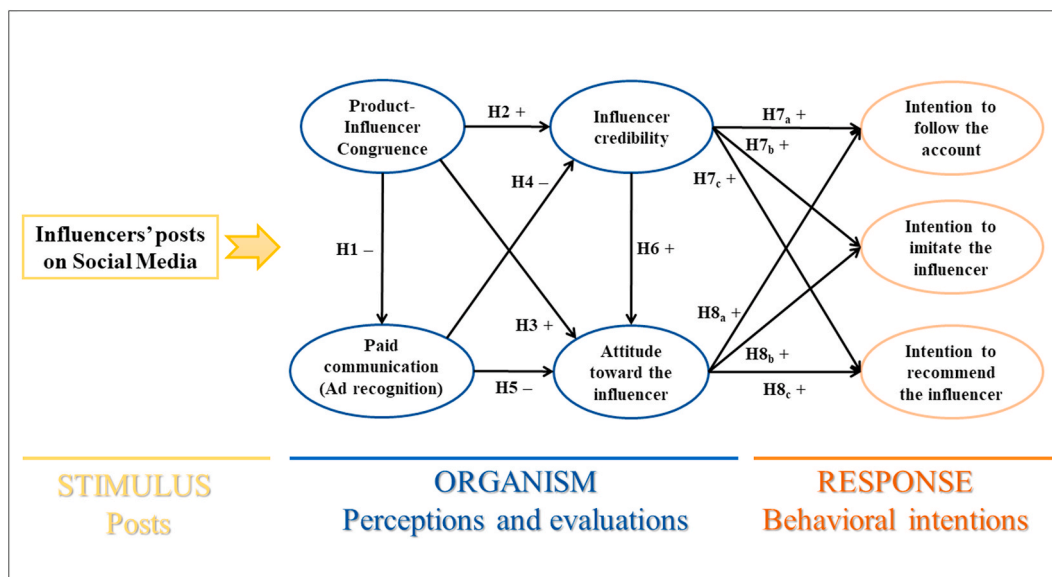 Product-
Influencer
Congruence
H2 +
Influencer
credibility
H7a +
Intention to
follow the
account
H7b +
H7c +
H4 –
Influencers’ posts
on Social Media
H1 –
H6 +
Intention to
imitate the
influencer
H3 +
H8a +
Paid
communication
(Ad recognition)
H5 –
Attitude
toward the
influencer
H8b +
H8c +
Intention to
recommend
the influencer
STIMULUS
Posts
ORGANISM
Perceptions and evaluations
RESPONSE
Behavioral intentions